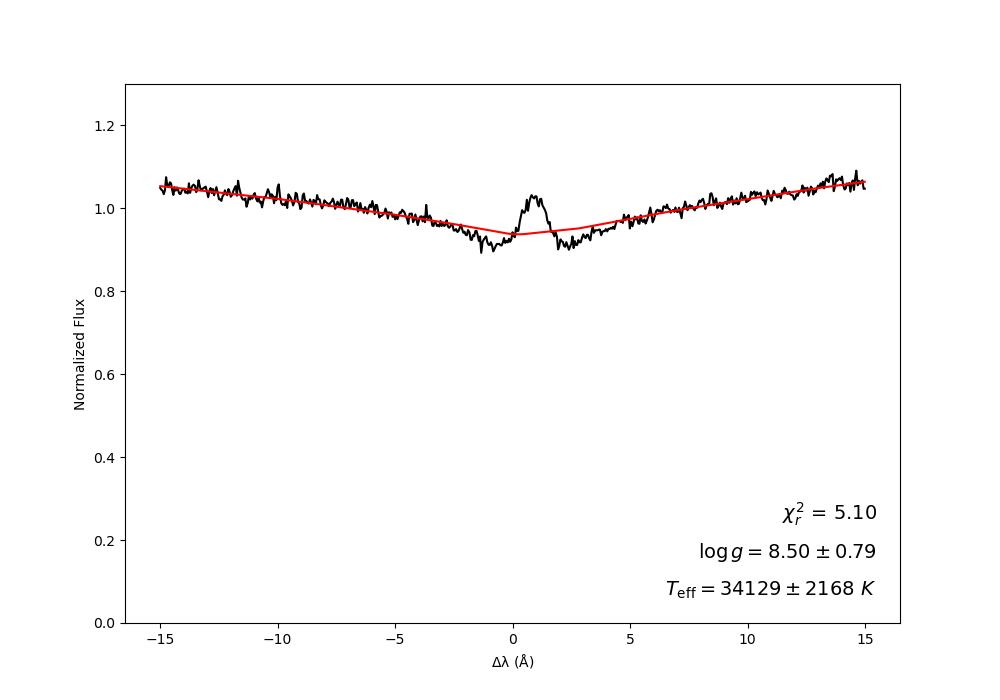 1.2
1.0
0.8
0.6
0.4
0.2
0.0
Normalized Flux
χ²ᵣ = 5.10
log g = 8.50 ± 0.79
T_eff = 34129 ± 2168 K
−15 −10 −5 0 5 10 15
Δλ (Å)